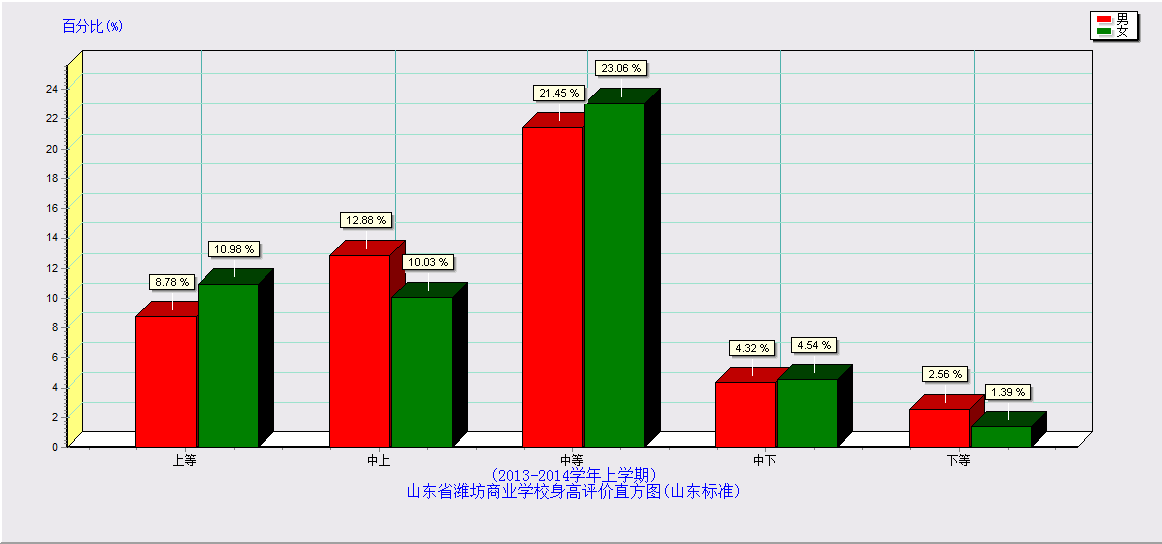 百分比(%)
男
女
24
22
20
18
16
14
12
10
8
6
4
2
0
8.78 %
10.98 %
12.88 %
10.03 %
21.45 %
23.06 %
4.32 %
4.54 %
2.56 %
1.39 %
上等
中上
中等
中下
下等
(2013-2014学年上学期)
山东省潍坊商业学校身高评价直方图(山东标准)